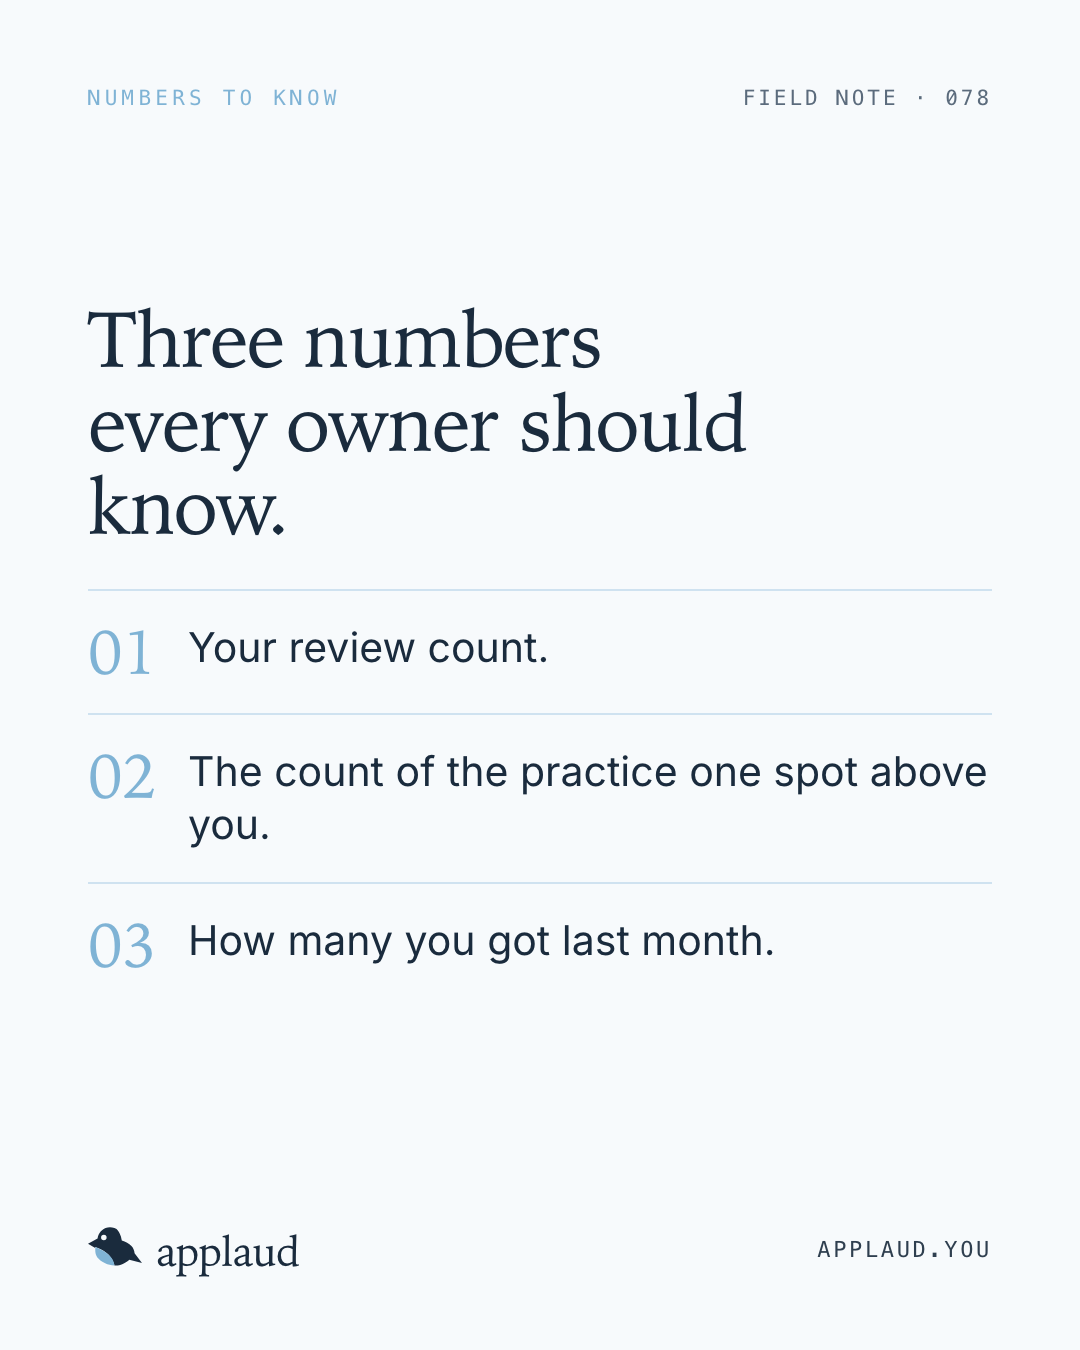 NUMBERS TO KNOW
FIELD NOTE · 078
Three numbers
every owner should
know.
01 Your review count.
02 The count of the practice one spot above
you.
03 How many you got last month.
applaud
APPLAUD.YOU